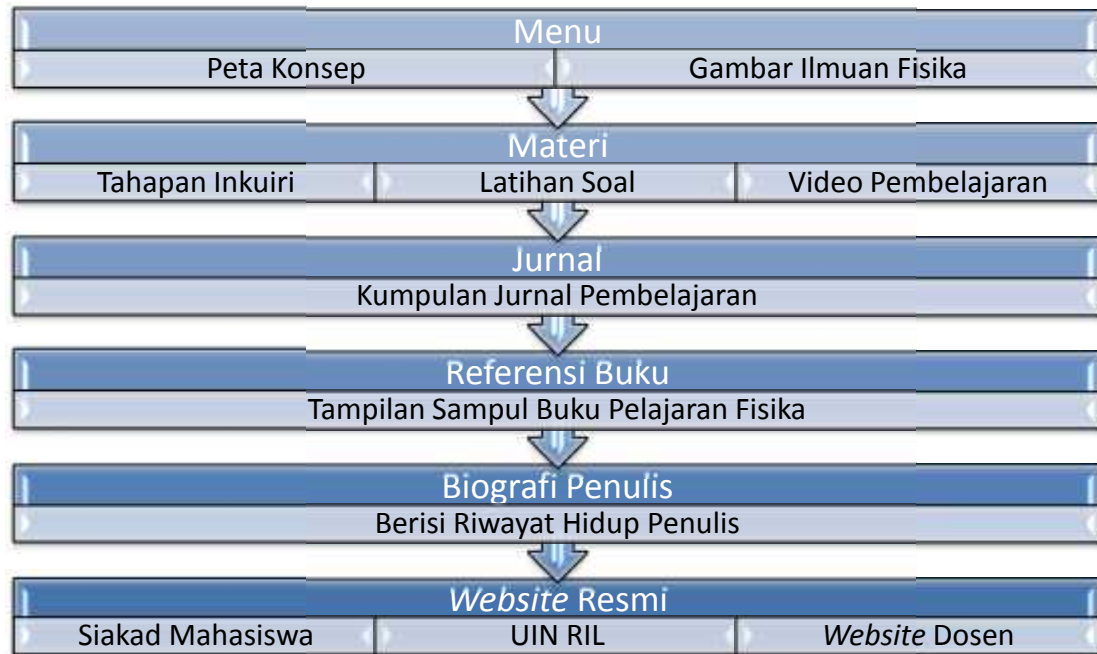 Menu
Peta Konsep Gambar Ilmuan Fisika
Materi
Tahapan Inkuiri Latihan Soal Video Pembelajaran
Jurnal
Kumpulan Jurnal Pembelajaran
Referensi Buku
Tampilan Sampul Buku Pelajaran Fisika
Biografi Penulis
Berisi Riwayat Hidup Penulis
Website Resmi
Siakad Mahasiswa UIN RIL Website Dosen